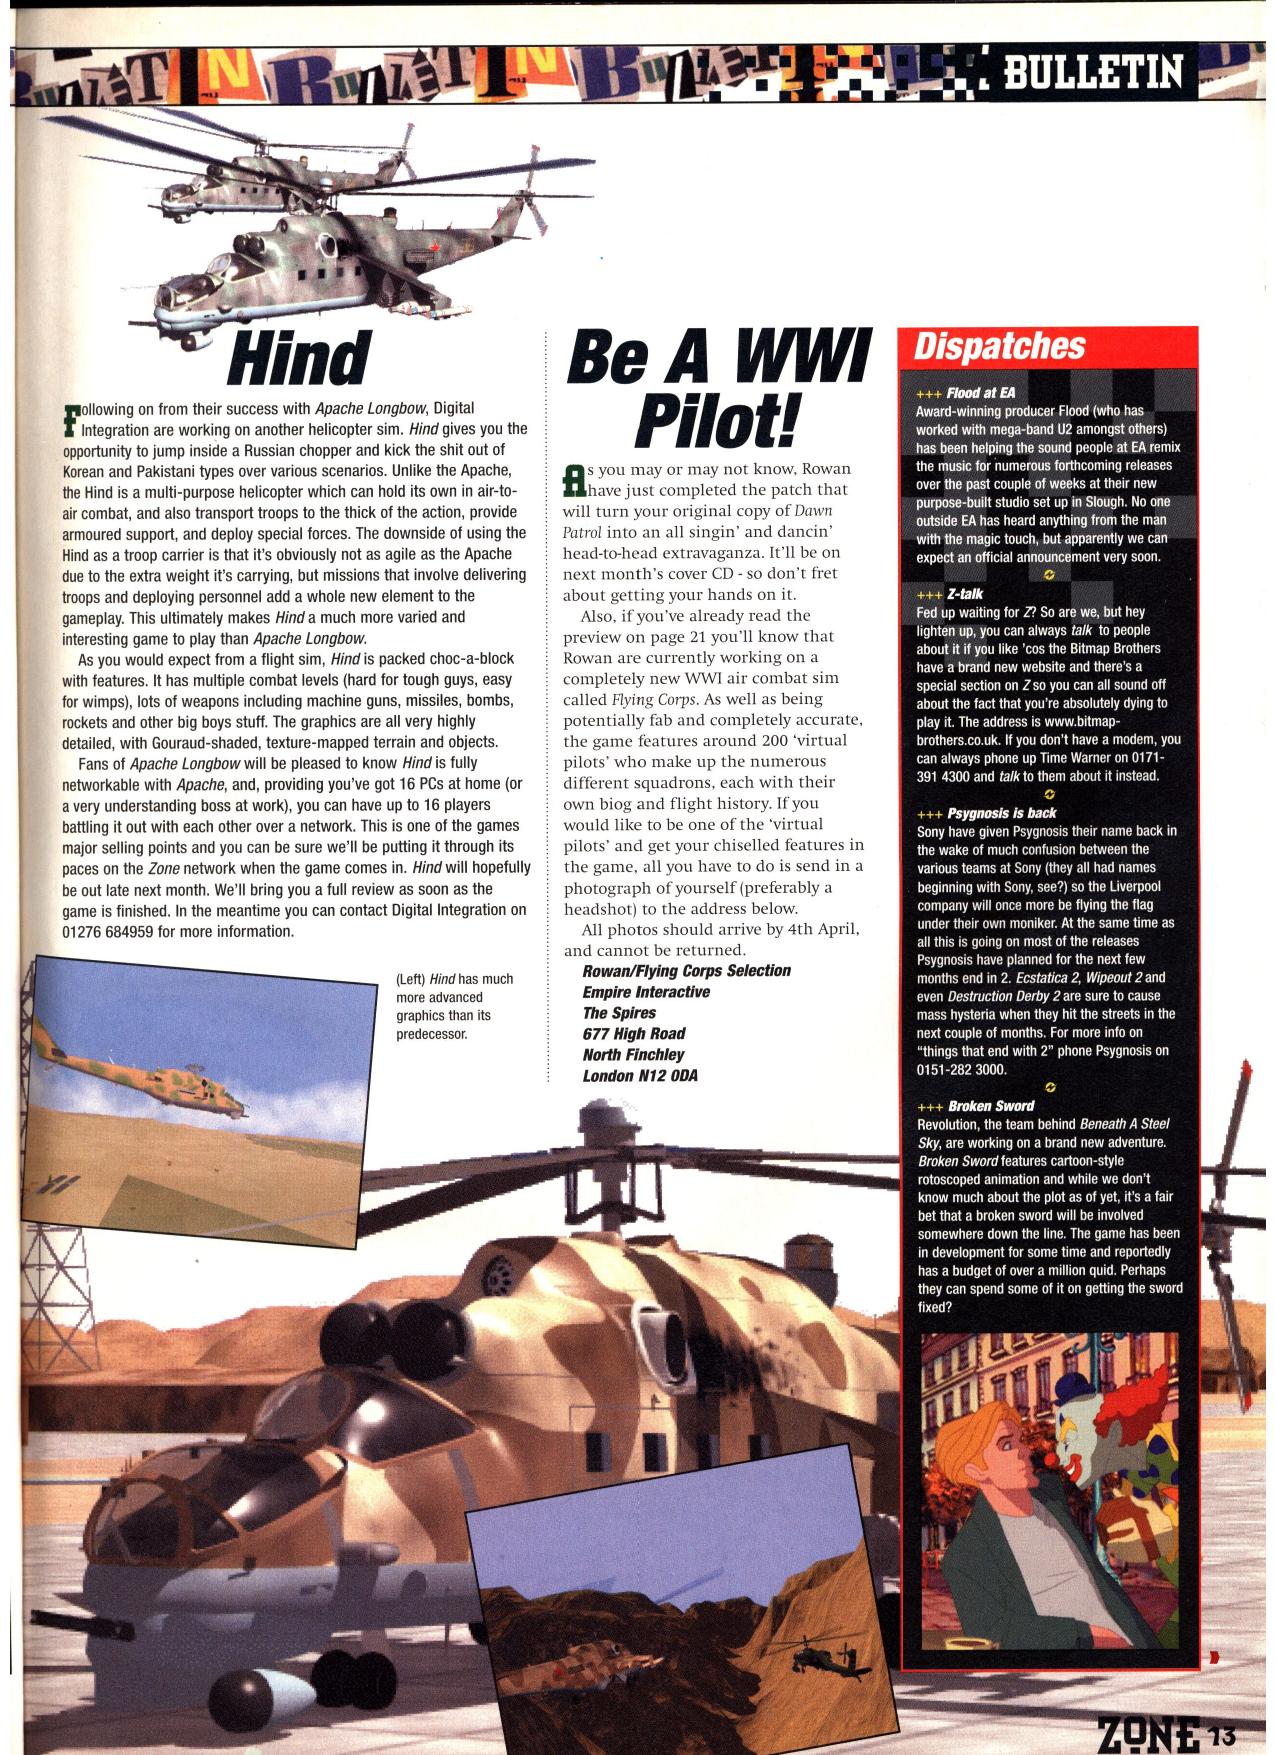 BULLETIN
Hind
Following on from their success with Apache Longbow, Digital
Integration are working on another helicopter sim. Hind gives you the
opportunity to jump inside a Russian chopper and kick the shit out of
Korean and Pakistani types over various scenarios. Unlike the Apache,
the Hind is a multi-purpose helicopter which can hold its own in air-to-
air combat, and also transport troops to the thick of the action, provide
armoured support, and deploy special forces. The downside of using the
Hind as a troop carrier is that it's obviously not as agile as the Apache
due to the extra weight it's carrying, but missions that involve delivering
troops and deploying personnel add a whole new element to the
gameplay. This ultimately makes Hind a much more varied and
interesting game to play than Apache Longbow.
As you would expect from a flight sim, Hind is packed choc-a-block
with features. It has multiple combat levels (hard for tough guys, easy
for wimps), lots of weapons including machine guns, missiles, bombs,
rockets and other big boys stuff. The graphics are all very highly
detailed, with Gouraud-shaded, texture-mapped terrain and objects.
Fans of Apache Longbow will be pleased to know Hind is fully
networkable with Apache, and, providing you've got 16 PCs at home (or
a very understanding boss at work), you can have up to 16 players
battling it out with each other over a network. This is one of the games
major selling points and you can be sure we'll be putting it through its
paces on the Zone network when the game comes in. Hind will hopefully
be out late next month. We'll bring you a full review as soon as the
game is finished. In the meantime you can contact Digital Integration on
01276 684959 for more information.
(Left) Hind has much
more advanced
graphics than its
predecessor.
Be A WWI
Pilot!
As you may or may not know, Rowan
have just completed the patch that
will turn your original copy of Dawn
Patrol into an all singin' and dancin'
head-to-head extravaganza. It'll be on
next month's cover CD - so don't fret
about getting your hands on it.
Also, if you've already read the
preview on page 21 you'll know that
Rowan are currently working on a
completely new WWI air combat sim
called Flying Corps. As well as being
potentially fab and completely accurate,
the game features around 200 'virtual
pilots' who make up the numerous
different squadrons, each with their
own biog and flight history. If you
would like to be one of the 'virtual
pilots' and get your chiselled features in
the game, all you have to do is send in a
photograph of yourself (preferably a
headshot) to the address below.
All photos should arrive by 4th April,
and cannot be returned.
Rowan/Flying Corps Selection
Empire Interactive
The Spires
677 High Road
North Finchley
London N12 0DA
Dispatches
+++ Flood at EA
Award-winning producer Flood (who has
worked with mega-band U2 amongst others)
has been helping the sound people at EA remix
the music for numerous forthcoming releases
over the past couple of weeks at their new
purpose-built studio set up in Slough. No one
outside EA has heard anything from the man
with the magic touch, but apparently we can
expect an official announcement very soon.
+++ Z-talk
Fed up waiting for Z? So are we, but hey
lighten up, you can always talk to people
about it if you like 'cos the Bitmap Brothers
have a brand new website and there's a
special section on Z so you can all sound off
about the fact that you're absolutely dying to
play it. The address is www.bitmap-
brothers.co.uk. If you don't have a modem, you
can always phone up Time Warner on 0171-
391 4300 and talk to them about it instead.
+++ Psygnosis is back
Sony have given Psygnosis their name back in
the wake of much confusion between the
various teams at Sony (they all had names
beginning with Sony, see?) so the Liverpool
company will once more be flying the flag
under their own moniker. At the same time as
all this is going on most of the releases
Psygnosis have planned for the next few
months end in 2. Ecstatica 2, Wipeout 2 and
even Destruction Derby 2 are sure to cause
mass hysteria when they hit the streets in the
next couple of months. For more info on
"things that end with 2" phone Psygnosis on
0151-282 3000.
+++ Broken Sword
Revolution, the team behind Beneath A Steel
Sky, are working on a brand new adventure.
Broken Sword features cartoon-style
rotoscoped animation and while we don't
know much about the plot as of yet, it's a fair
bet that a broken sword will be involved
somewhere down the line. The game has been
in development for some time and reportedly
has a budget of over a million quid. Perhaps
they can spend some of it on getting the sword
fixed?
ZONE 13